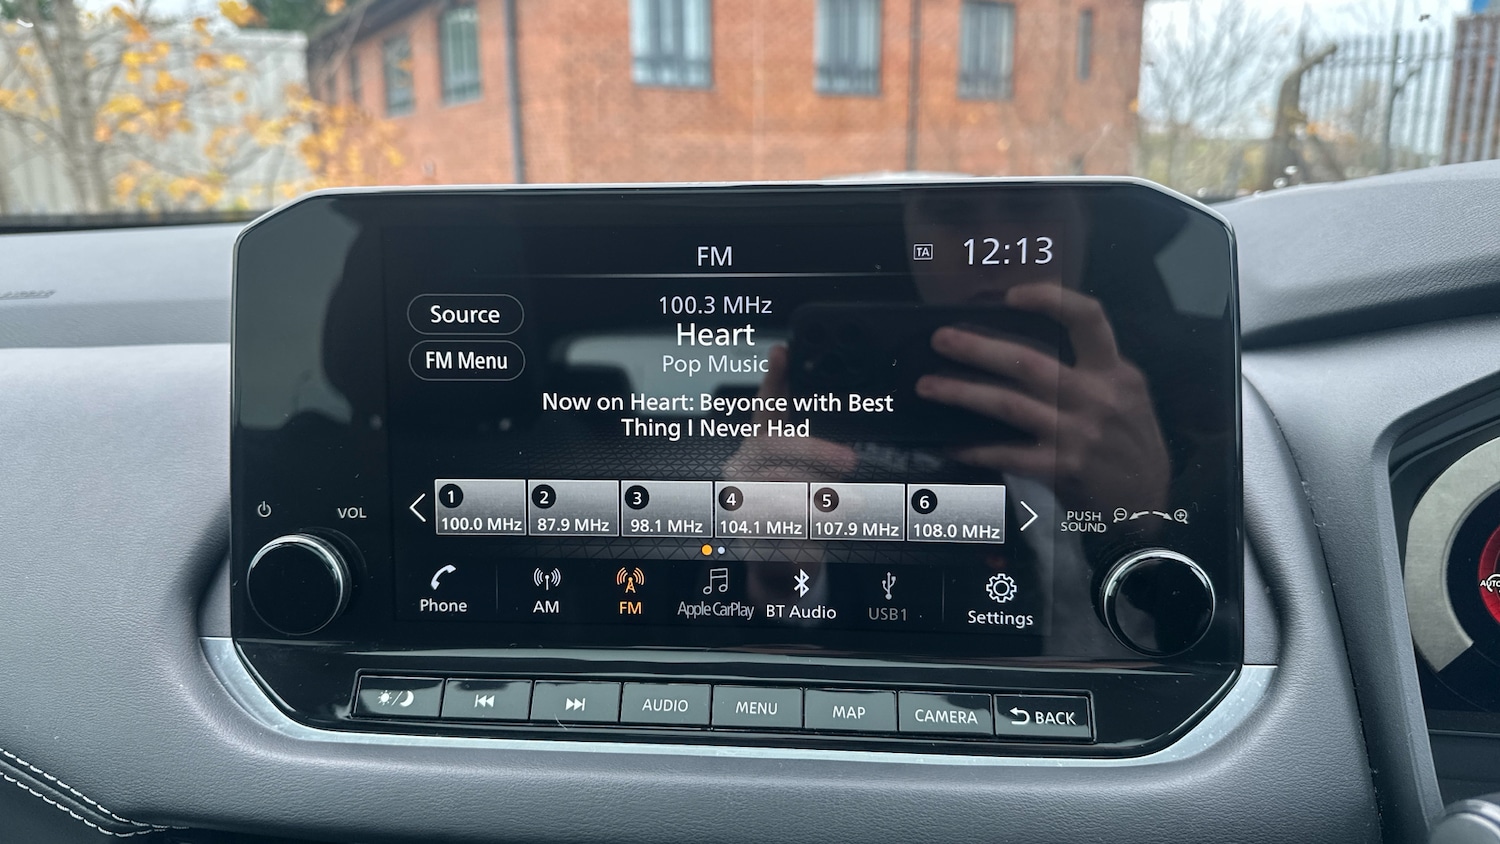 FM
TA
12:13
Source
FM Menu
100.3 MHz
Heart
Pop Music
Now on Heart: Beyonce with Best
Thing I Never Had
1
100.0 MHz
2
87.9 MHz
3
98.1 MHz
4
104.1 MHz
5
107.9 MHz
6
108.0 MHz
VOL
PUSH
SOUND
Phone
AM
FM
Apple CarPlay
BT Audio
USB1
Settings
AUDIO
MENU
MAP
CAMERA
BACK
AUTO